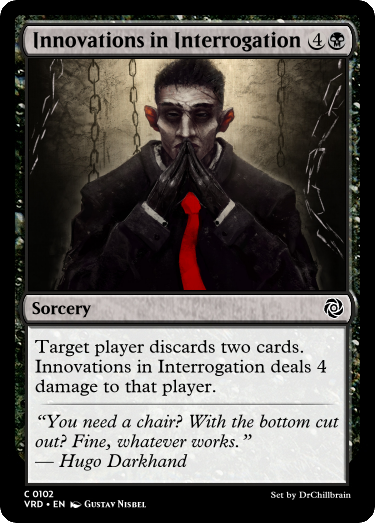 Innovations in Interrogation 4
Sorcery
Target player discards two cards.
Innovations in Interrogation deals 4
damage to that player.
“You need a chair? With the bottom cut
out? Fine, whatever works.”
— Hugo Darkhand
C 0102
VRD • EN Gustav Nisbel
Set by DrChillbrain